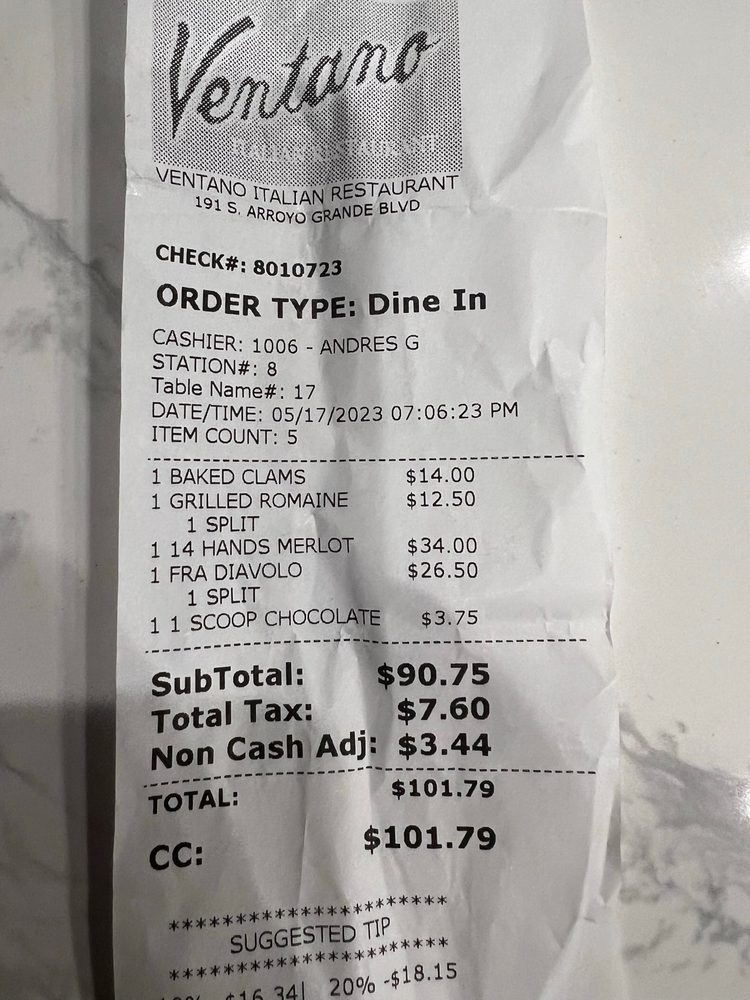 Ventano
ITALIAN RESTAURANT
VENTANO ITALIAN RESTAURANT
191 S. ARROYO GRANDE BLVD
CHECK#: 8010723
ORDER TYPE: Dine In
CASHIER: 1006 - ANDRES G
STATION#: 8
Table Name#: 17
DATE/TIME: 05/17/2023 07:06:23 PM
ITEM COUNT: 5
1 BAKED CLAMS $14.00
1 GRILLED ROMAINE $12.50
1 SPLIT
1 14 HANDS MERLOT $34.00
1 FRA DIAVOLO $26.50
1 SPLIT
1 1 SCOOP CHOCOLATE $3.75
SubTotal: $90.75
Total Tax: $7.60
Non Cash Adj: $3.44
TOTAL: $101.79
CC: $101.79
*********************
SUGGESTED TIP
*********************
$16.34| 20% -$18.15